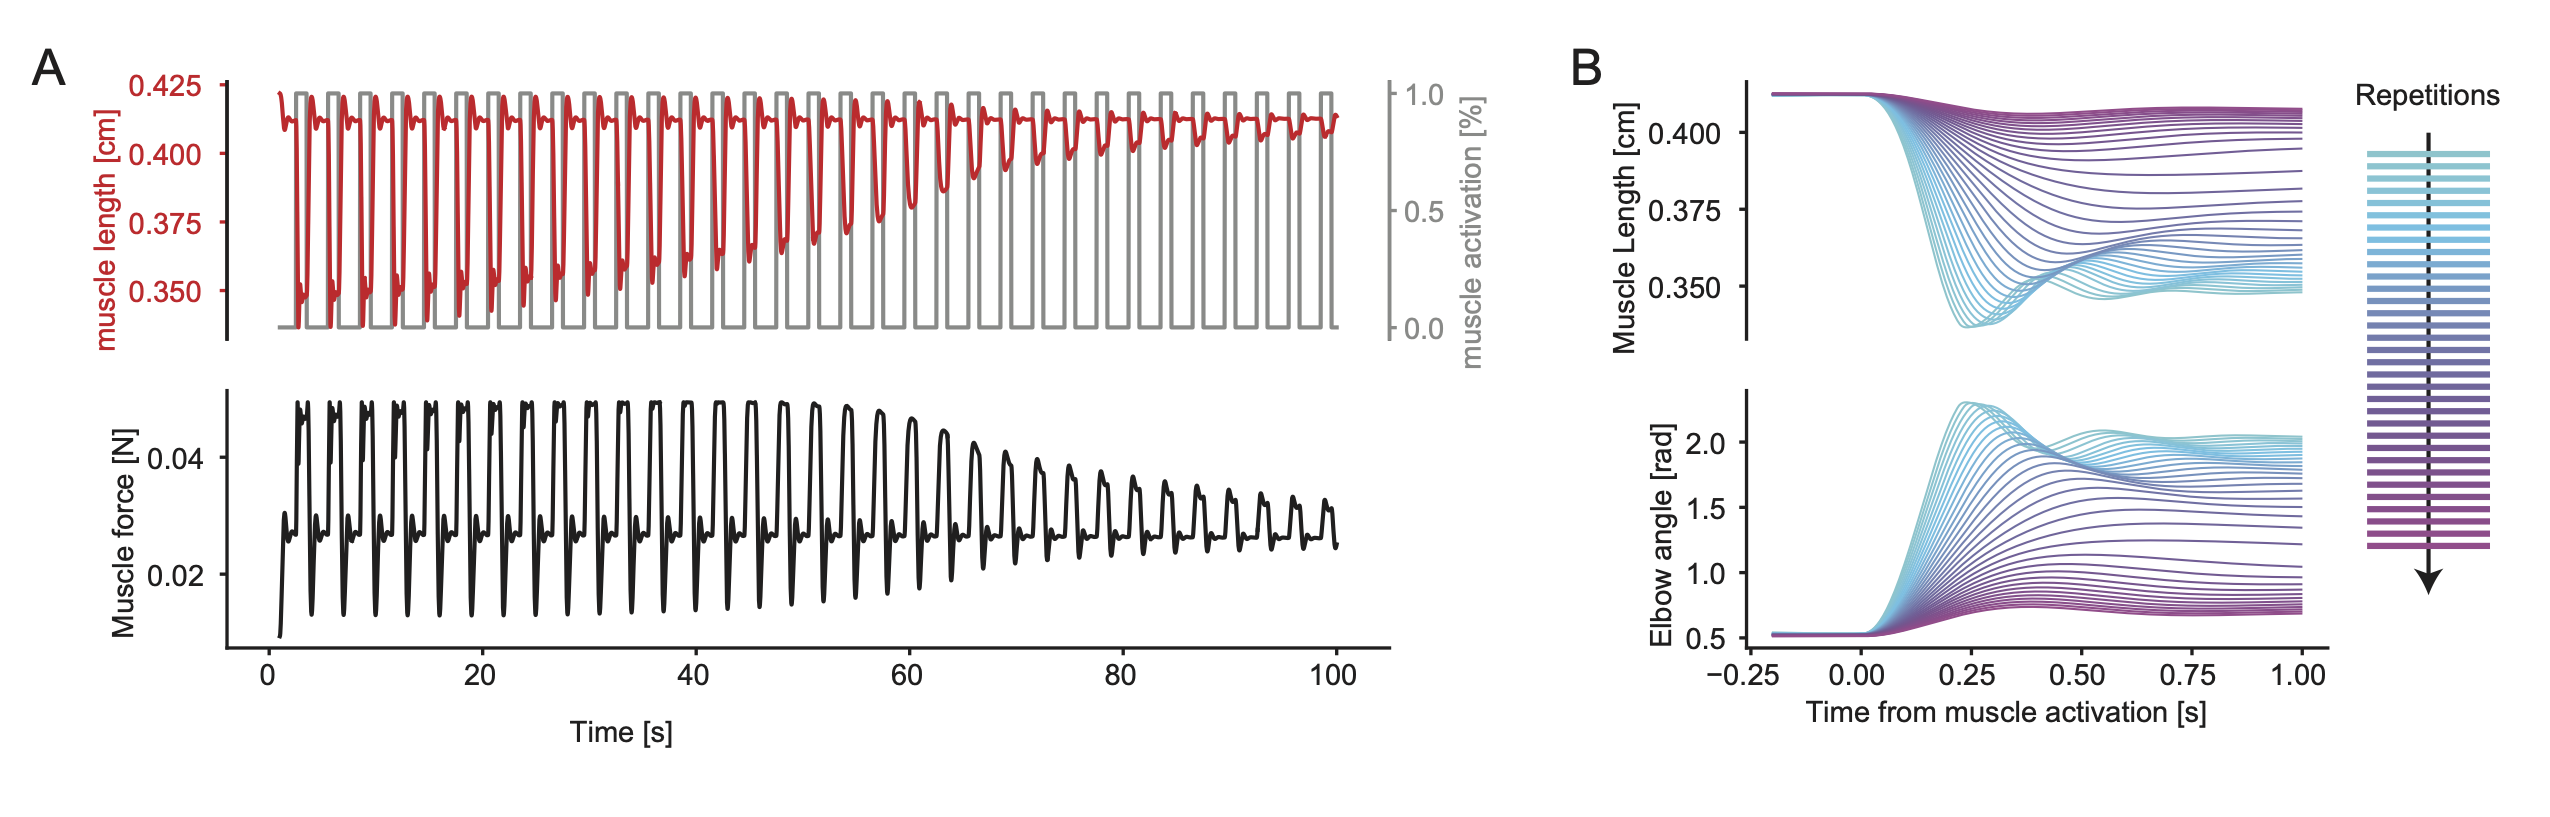 A
0.425
0.400
0.375
0.350
muscle length [cm]
1.0
0.5
0.0
muscle activation [%]
0.04
0.02
Muscle force [N]
0
20
40
60
80
100
Time [s]
B
0.400
0.375
0.350
Muscle Length [cm]
2.0
1.5
1.0
0.5
Elbow angle [rad]
−0.25
0.00
0.25
0.50
0.75
1.00
Time from muscle activation [s]
Repetitions